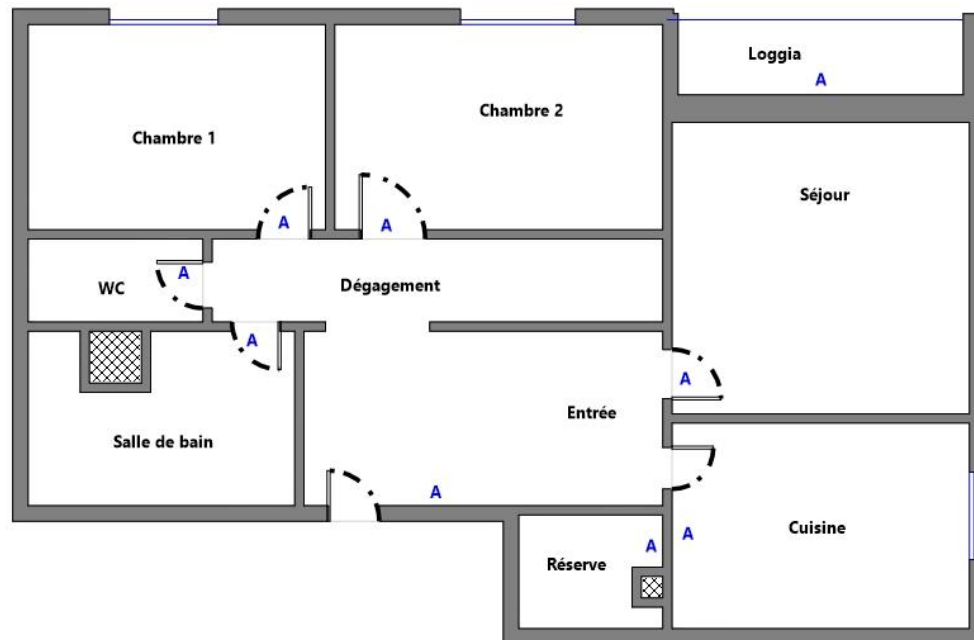 Loggia
A
Chambre 2
Chambre 1
Séjour
A
A
A
WC
Dégagement
A
A
Entrée
Salle de bain
A
Cuisine
A
A
Réserve